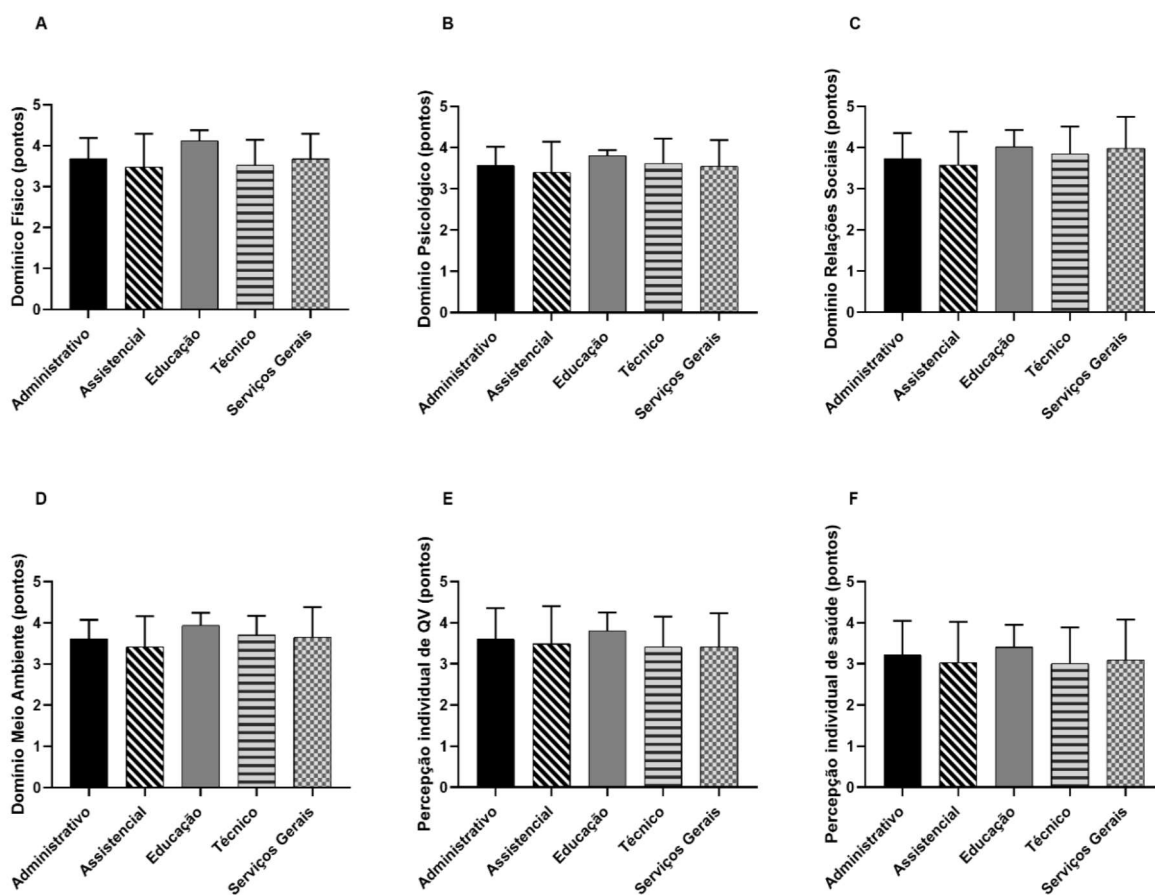 A
Domínico Físico (pontos)
5
4
3
2
1
0
Administrativo
Assistencial
Educação
Técnico
Serviços Gerais
B
Domínio Psicológico (pontos)
5
4
3
2
1
0
Administrativo
Assistencial
Educação
Técnico
Serviços Gerais
C
Domínio Relações Sociais (pontos)
5
4
3
2
1
0
Administrativo
Assistencial
Educação
Técnico
Serviços Gerais
D
Domínio Meio Ambiente (pontos)
5
4
3
2
1
0
Administrativo
Assistencial
Educação
Técnico
Serviços Gerais
E
Percepção individual de QV (pontos)
5
4
3
2
1
0
Administrativo
Assistencial
Educação
Técnico
Serviços Gerais
F
Percepção individual de saúde (pontos)
5
4
3
2
1
0
Administrativo
Assistencial
Educação
Técnico
Serviços Gerais